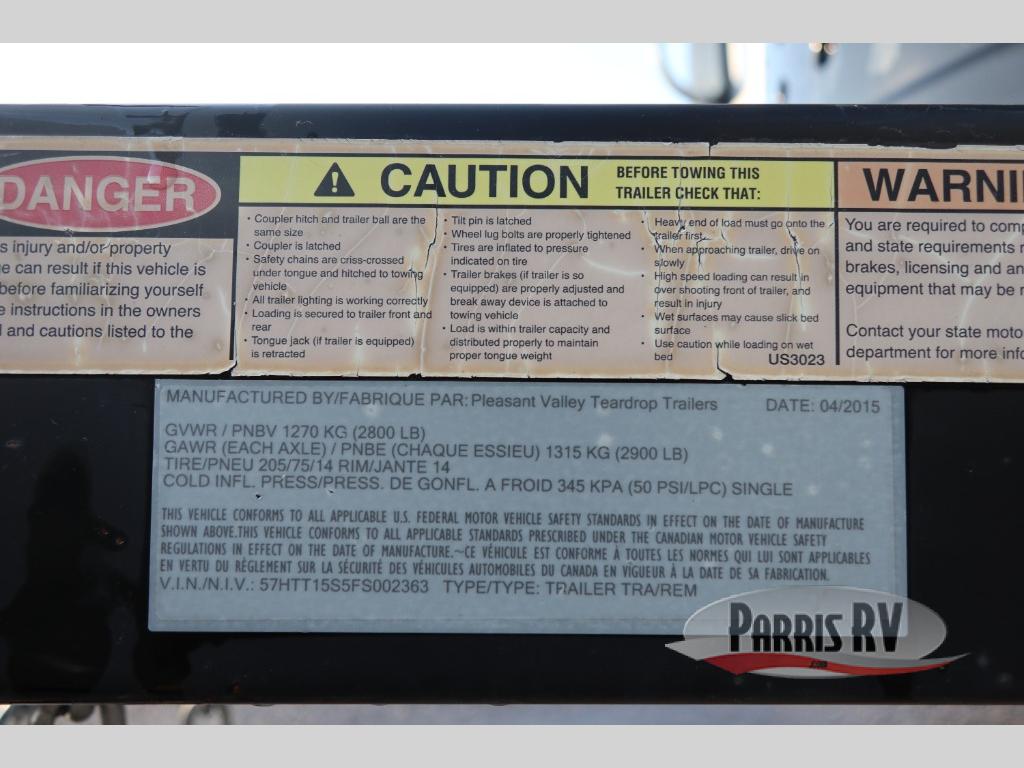 DANGER
s injury and/or property
e can result if this vehicle is
before familiarizing yourself
e instructions in the owners
l and cautions listed to the
CAUTION
BEFORE TOWING THIS
TRAILER CHECK THAT:
• Coupler hitch and trailer ball are the
same size
• Coupler is latched
• Safety chains are criss-crossed
under tongue and hitched to towing
vehicle
• All trailer lighting is working correctly
• Loading is secured to trailer front and
rear
• Tongue jack (if trailer is equipped)
is retracted
• Tilt pin is latched
• Wheel lug bolts are properly tightened
• Tires are inflated to pressure
indicated on tire
• Trailer brakes (if trailer is so
equipped) are properly adjusted and
break away device is attached to
towing vehicle
• Load is within trailer capacity and
distributed properly to maintain
proper tongue weight
• Heavy end of load must go onto the
trailer first
• When approaching trailer, drive on
slowly
• High speed loading can result in
over shooting front of trailer, and
result in injury
• Wet surfaces may cause slick bed
surface
• Use caution while loading on wet
bed
US3023
WARNI
You are required to comp
and state requirements r
brakes, licensing and an
equipment that may be r
Contact your state moto
department for more info
MANUFACTURED BY/FABRIQUE PAR: Pleasant Valley Teardrop Trailers DATE: 04/2015
GVWR / PNBV 1270 KG (2800 LB)
GAWR (EACH AXLE) / PNBE (CHAQUE ESSIEU) 1315 KG (2900 LB)
TIRE/PNEU 205/75/14 RIM/JANTE 14
COLD INFL. PRESS/PRESS. DE GONFL. A FROID 345 KPA (50 PSI/LPC) SINGLE
THIS VEHICLE CONFORMS TO ALL APPLICABLE U.S. FEDERAL MOTOR VEHICLE SAFETY STANDARDS IN EFFECT ON THE DATE OF MANUFACTURE
SHOWN ABOVE.THIS VEHICLE CONFORMS TO ALL APPLICABLE STANDARDS PRESCRIBED UNDER THE CANADIAN MOTOR VEHICLE SAFETY
REGULATIONS IN EFFECT ON THE DATE OF MANUFACTURE.~CE VÉHICULE EST CONFORME À TOUTES LES NORMES QUI LUI SONT APPLICABLES
EN VERTU DU RÈGLEMENT SUR LA SÉCURITÉ DES VÉHICULES AUTOMOBILES DU CANADA EN VIGUEUR À LA DATE DE SA FABRICATION.
V.I.N./N.I.V.: 57HTT15S5FS002363 TYPE/TYPE: TRAILER TRA/REM
PARRIS RV
.com